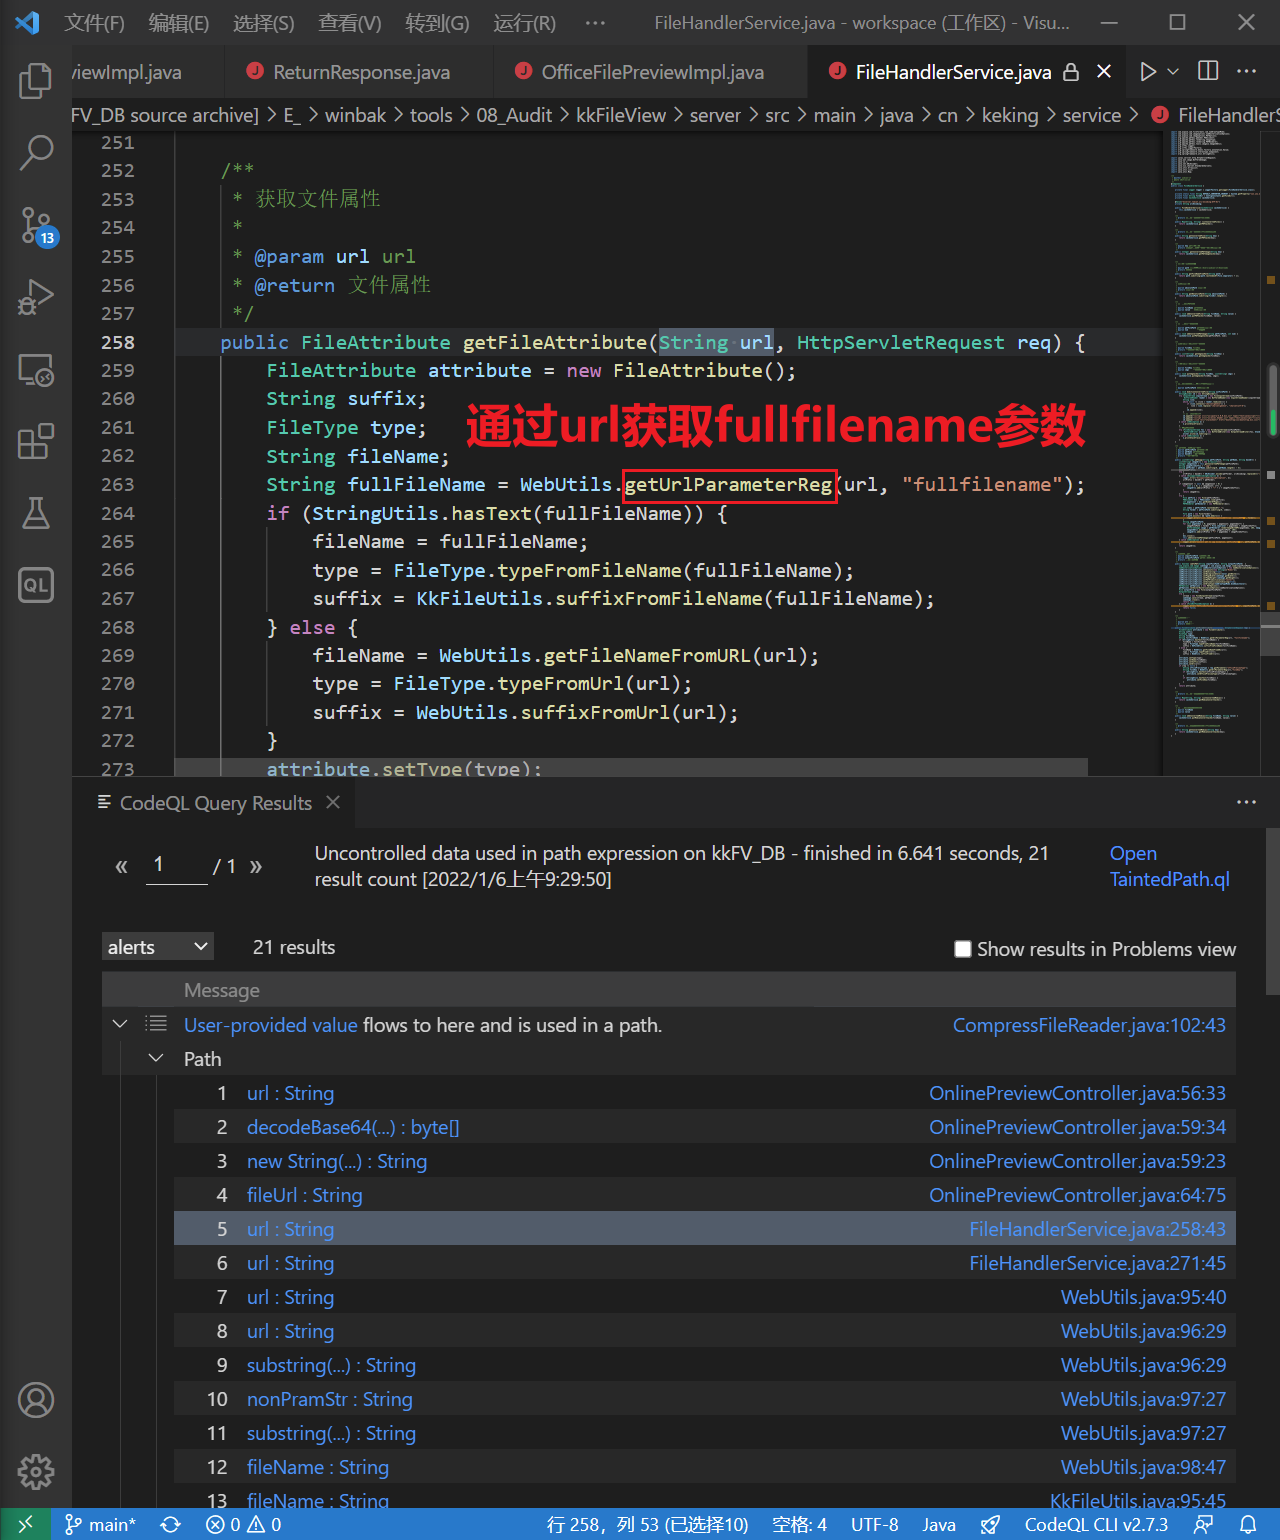 文件(F) 编辑(E) 选择(S) 查看(V) 转到(G) 运行(R) ··· FileHandlerService.java - workspace (工作区) - Visu...
viewImpl.java ReturnResponse.java OfficeFilePreviewImpl.java FileHandlerService.java
FV_DB source archive] > E_ > winbak > tools > 08_Audit > kkFileView > server > src > main > java > cn > keking > service > FileHandlerS
251
252 /**
253 * 获取文件属性
254 *
255 * @param url url
256 * @return 文件属性
257 */
258 public FileAttribute getFileAttribute(String url, HttpServletRequest req) {
259 FileAttribute attribute = new FileAttribute();
260 String suffix;
通过url获取fullfilename参数
261 FileType type;
262 String fileName;
263 String fullFileName = WebUtils.getUrlParameterReg(url, "fullfilename");
264 if (StringUtils.hasText(fullFileName)) {
265 fileName = fullFileName;
266 type = FileType.typeFromFileName(fullFileName);
267 suffix = KkFileUtils.suffixFromFileName(fullFileName);
268 } else {
269 fileName = WebUtils.getFileNameFromURL(url);
270 type = FileType.typeFromUrl(url);
271 suffix = WebUtils.suffixFromUrl(url);
272 }
273 attribute.setType(type);
13
QL
CodeQL Query Results
« 1 / 1 »
Uncontrolled data used in path expression on kkFV_DB - finished in 6.641 seconds, 21
result count [2022/1/6上午9:29:50]
Open
TaintedPath.ql
alerts 21 results Show results in Problems view
Message
User-provided value flows to here and is used in a path. CompressFileReader.java:102:43
Path
1 url : String OnlinePreviewController.java:56:33
2 decodeBase64(...) : byte[] OnlinePreviewController.java:59:34
3 new String(...) : String OnlinePreviewController.java:59:23
4 fileUrl : String OnlinePreviewController.java:64:75
5 url : String FileHandlerService.java:258:43
6 url : String FileHandlerService.java:271:45
7 url : String WebUtils.java:95:40
8 url : String WebUtils.java:96:29
9 substring(...) : String WebUtils.java:96:29
10 nonPramStr : String WebUtils.java:97:27
11 substring(...) : String WebUtils.java:97:27
12 fileName : String WebUtils.java:98:47
13 fileName : String KkFileUtils.java:95:45
main* 0 0 行 258，列 53 (已选择10) 空格: 4 UTF-8 Java CodeQL CLI v2.7.3